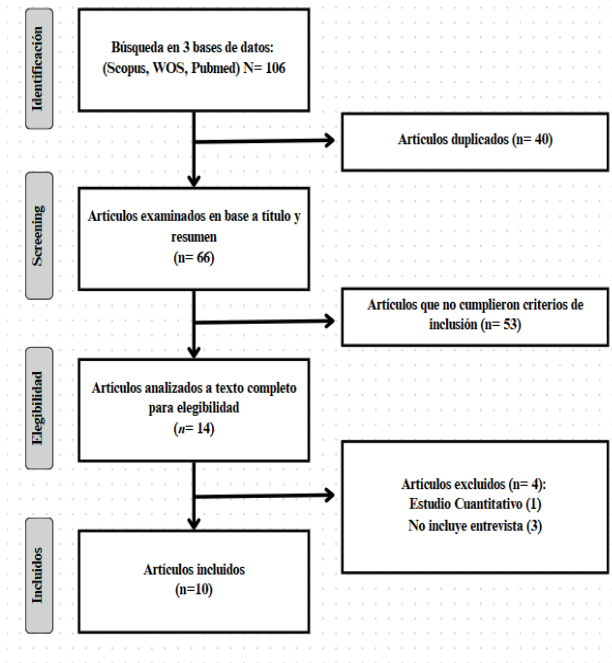 Identificación
Búsqueda en 3 bases de datos:
(Scopus, WOS, Pubmed) N= 106
Artículos duplicados (n= 40)
Screening
Artículos examinados en base a título y
resumen
(n= 66)
Artículos que no cumplieron criterios de
inclusión (n= 53)
Elegibilidad
Artículos analizados a texto completo
para elegibilidad
(n= 14)
Artículos excluidos (n= 4):
Estudio Cuantitativo (1)
No incluye entrevista (3)
Incluidos
Artículos incluidos
(n=10)